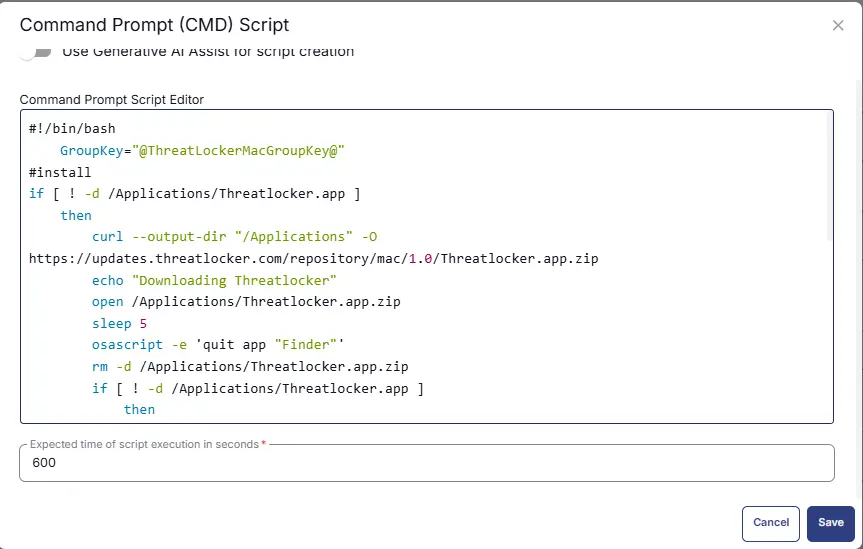 Command Prompt (CMD) Script
Use Generative AI Assist for script creation
Command Prompt Script Editor
#!/bin/bash
    GroupKey="@ThreatLockerMacGroupKey@"
#install
if [ ! -d /Applications/Threatlocker.app ]
    then
        curl --output-dir "/Applications" -O
https://updates.threatlocker.com/repository/mac/1.0/Threatlocker.app.zip
        echo "Downloading Threatlocker"
        open /Applications/Threatlocker.app.zip
        sleep 5
        osascript -e 'quit app "Finder"'
        rm -d /Applications/Threatlocker.app.zip
        if [ ! -d /Applications/Threatlocker.app ]
            then
Expected time of script execution in seconds *
600
Cancel
Save